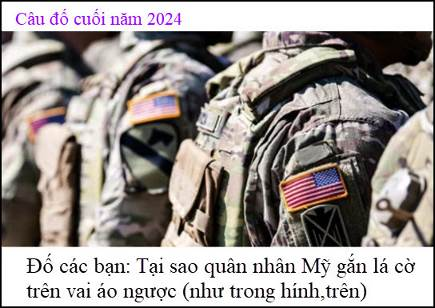 Câu đố cuối năm 2024
Đố các bạn: Tại sao quân nhân Mỹ gắn lá cờ
trên vai áo ngược (như trong hính,trên)